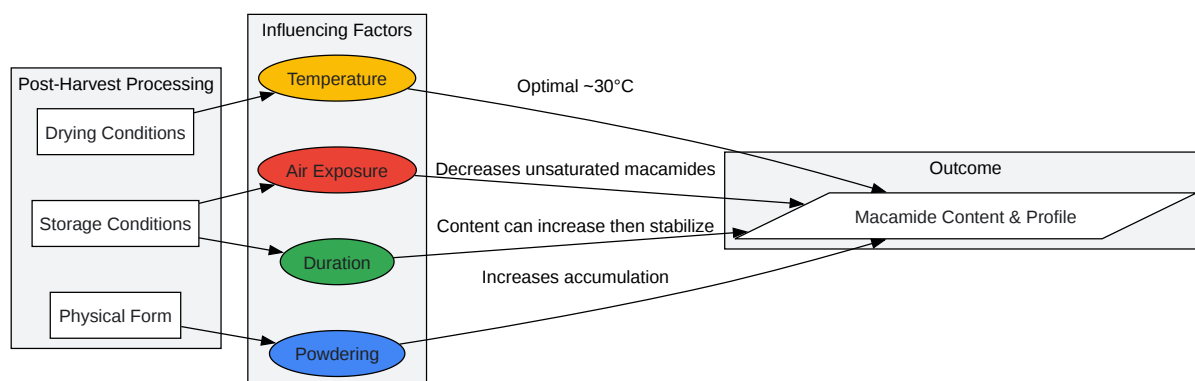 Post-Harvest Processing
Drying Conditions
Storage Conditions
Physical Form
Influencing Factors
Temperature
Air Exposure
Duration
Powdering
Optimal ~30°C
Decreases unsaturated macamides
Content can increase then stabilize
Increases accumulation
Outcome
Macamide Content & Profile